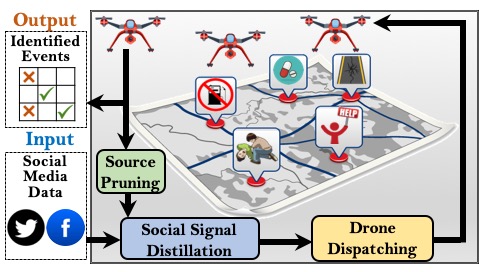 Output
Identified
Events
Input
Social
Media
Data
Source
Pruning
Social Signal
Distillation
Drone
Dispatching
HELP